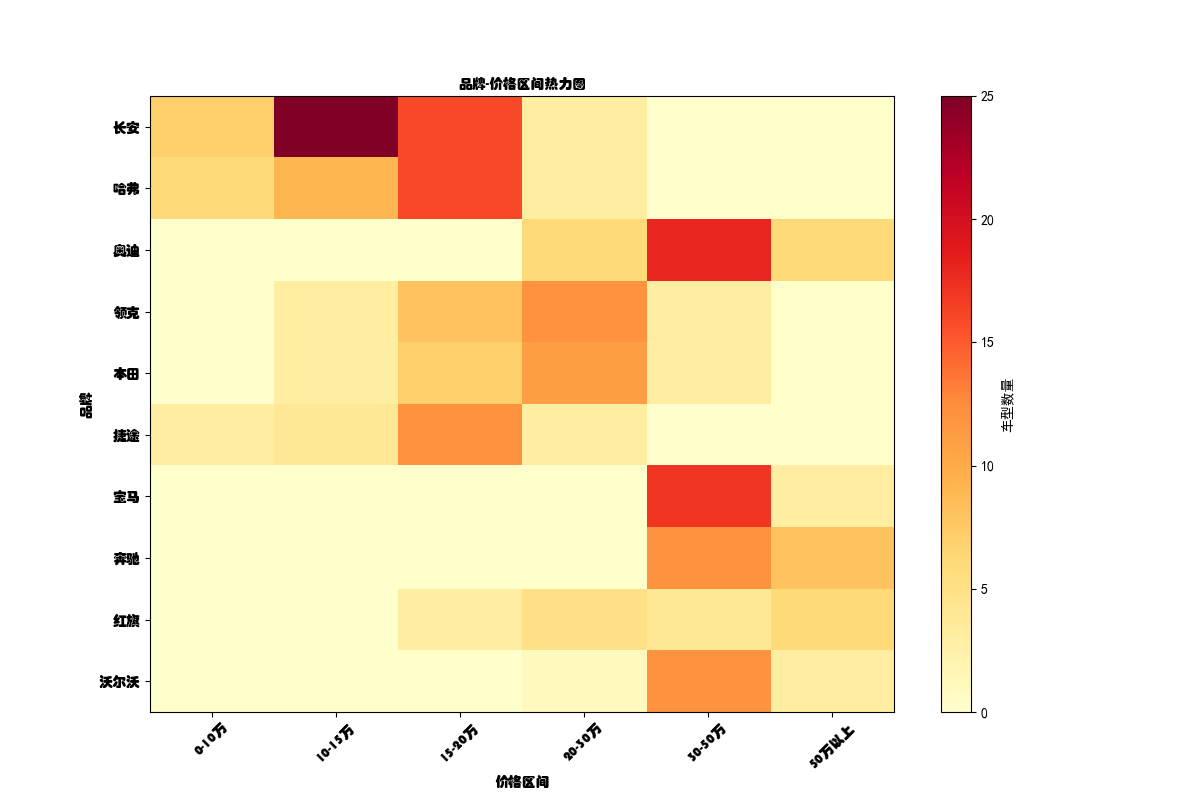 品牌-价格区间热力图
品牌
长安
哈弗
奥迪
领克
本田
捷途
宝马
奔驰
红旗
沃尔沃
0-10万
10-15万
15-20万
20-30万
30-50万
50万以上
价格区间
25
20
15
10
5
0
车型数量